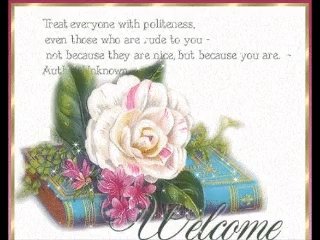 Treat everyone with politeness,
even those who are rude to you -
not because they are nice, but because you are. -
Author Unknown
Welcome